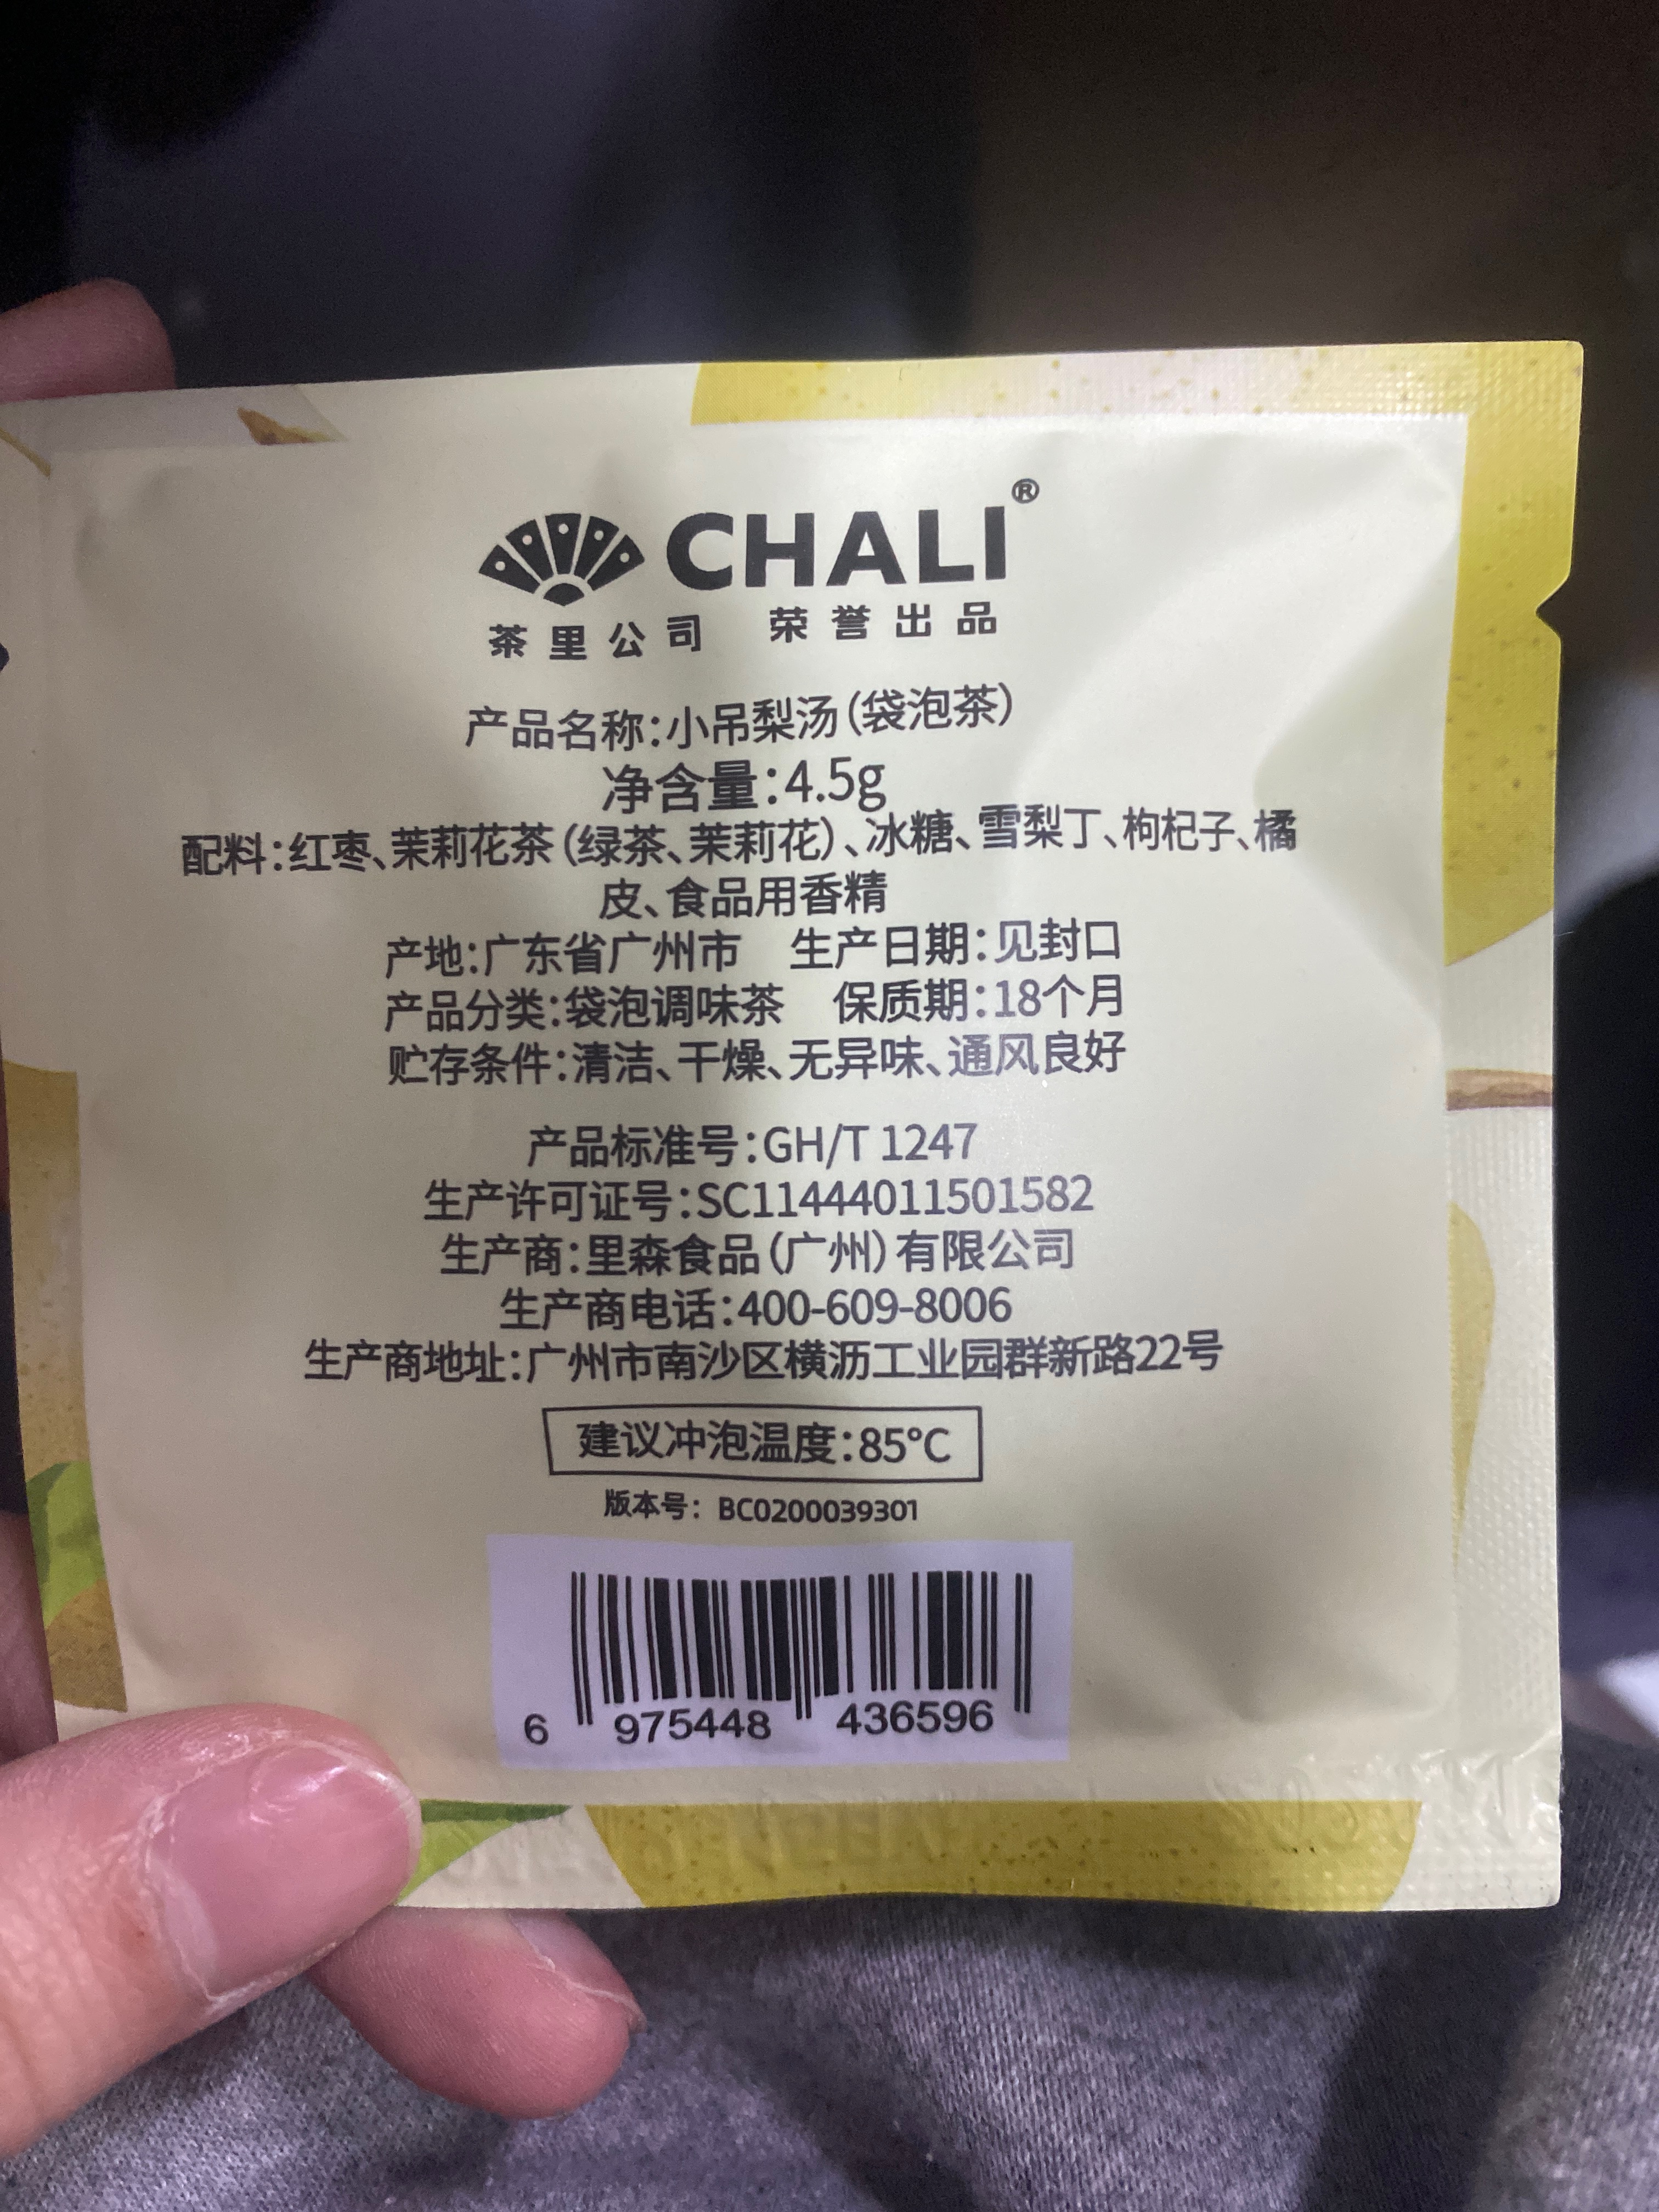 CHALI®
茶里公司 荣誉出品
产品名称:小吊梨汤(袋泡茶)
净含量:4.5g
配料:红枣、茉莉花茶(绿茶、茉莉花)、冰糖、雪梨丁、枸杞子、橘
皮、食品用香精
产地:广东省广州市 生产日期:见封口
产品分类:袋泡调味茶 保质期:18个月
贮存条件:清洁、干燥、无异味、通风良好
产品标准号:GH/T 1247
生产许可证号:SC11444011501582
生产商:里森食品(广州)有限公司
生产商电话:400-609-8006
生产商地址:广州市南沙区横沥工业园群新路22号
建议冲泡温度:85℃
版本号: BC0200039301
6 975448 436596